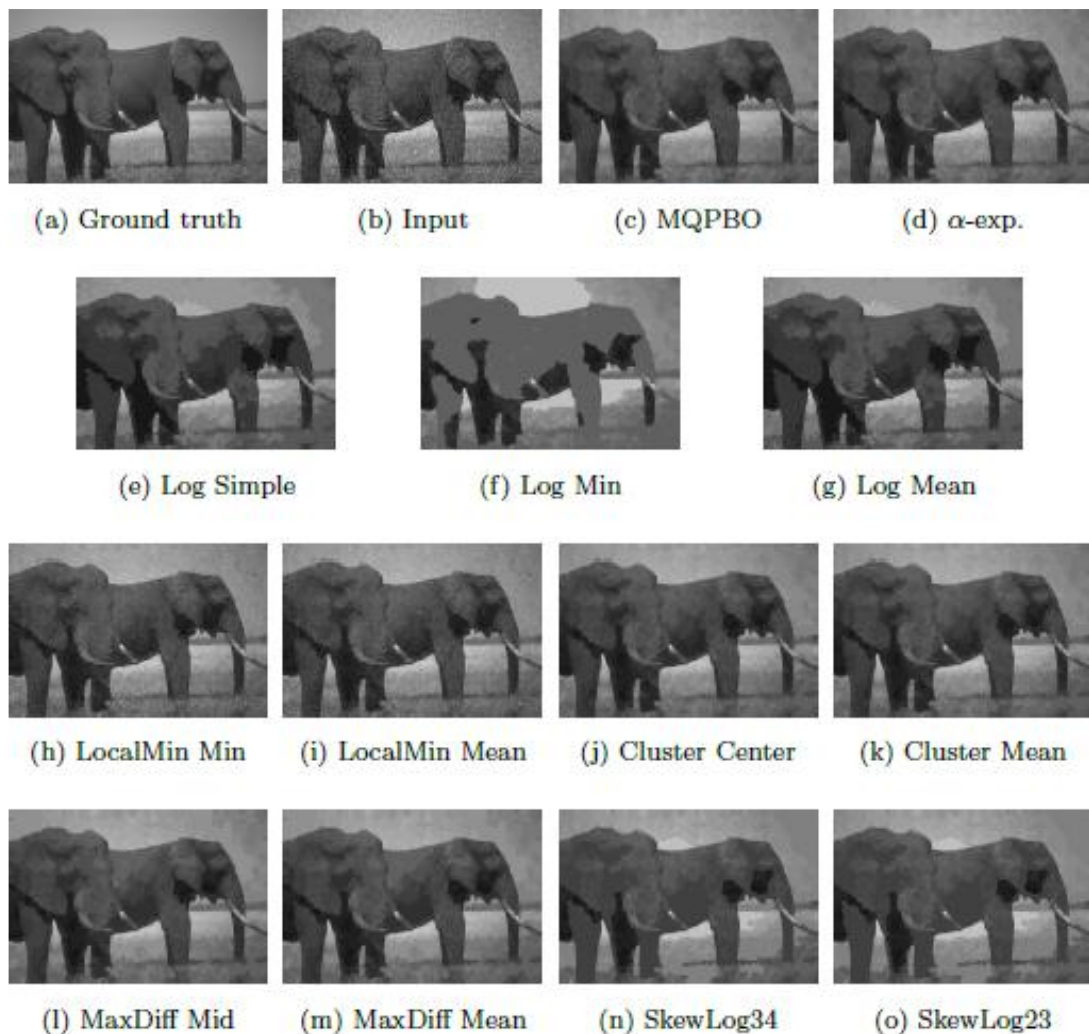 (a) Ground truth
(b) Input
(c) MQPBO
(d) α-exp.
(e) Log Simple
(f) Log Min
(g) Log Mean
(h) LocalMin Min
(i) LocalMin Mean
(j) Cluster Center
(k) Cluster Mean
(l) MaxDiff Mid
(m) MaxDiff Mean
(n) SkewLog34
(o) SkewLog23